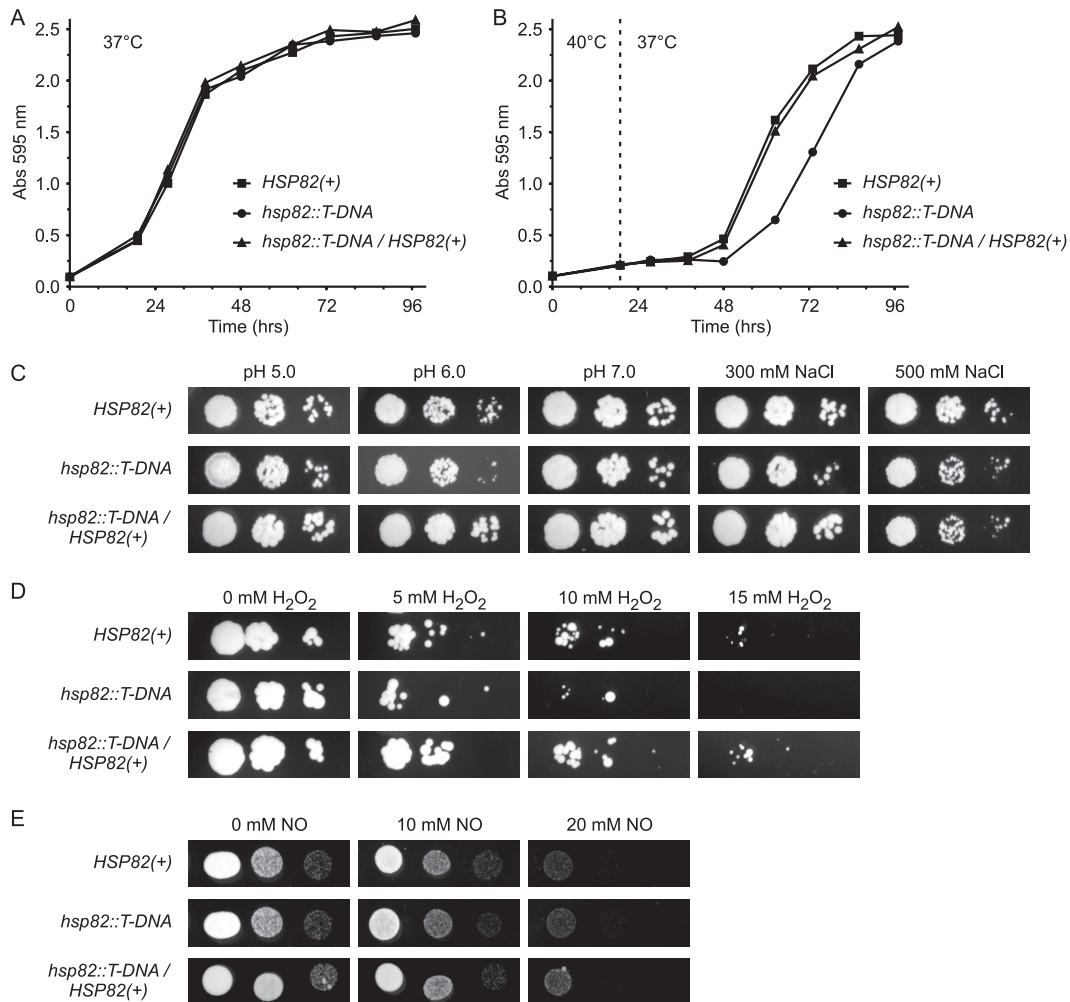 A
37°C
2.5
2.0
1.5
1.0
0.5
0.0
Abs 595 nm
0 24 48 72 96
Time (hrs)
HSP82(+)
hsp82::T-DNA
hsp82::T-DNA / HSP82(+)
B
40°C 37°C
2.5
2.0
1.5
1.0
0.5
0.0
Abs 595 nm
0 24 48 72 96
Time (hrs)
HSP82(+)
hsp82::T-DNA
hsp82::T-DNA / HSP82(+)
C
pH 5.0 pH 6.0 pH 7.0 300 mM NaCl 500 mM NaCl
HSP82(+)
hsp82::T-DNA
hsp82::T-DNA /
HSP82(+)
D
0 mM H₂O₂ 5 mM H₂O₂ 10 mM H₂O₂ 15 mM H₂O₂
HSP82(+)
hsp82::T-DNA
hsp82::T-DNA /
HSP82(+)
E
0 mM NO 10 mM NO 20 mM NO
HSP82(+)
hsp82::T-DNA
hsp82::T-DNA /
HSP82(+)